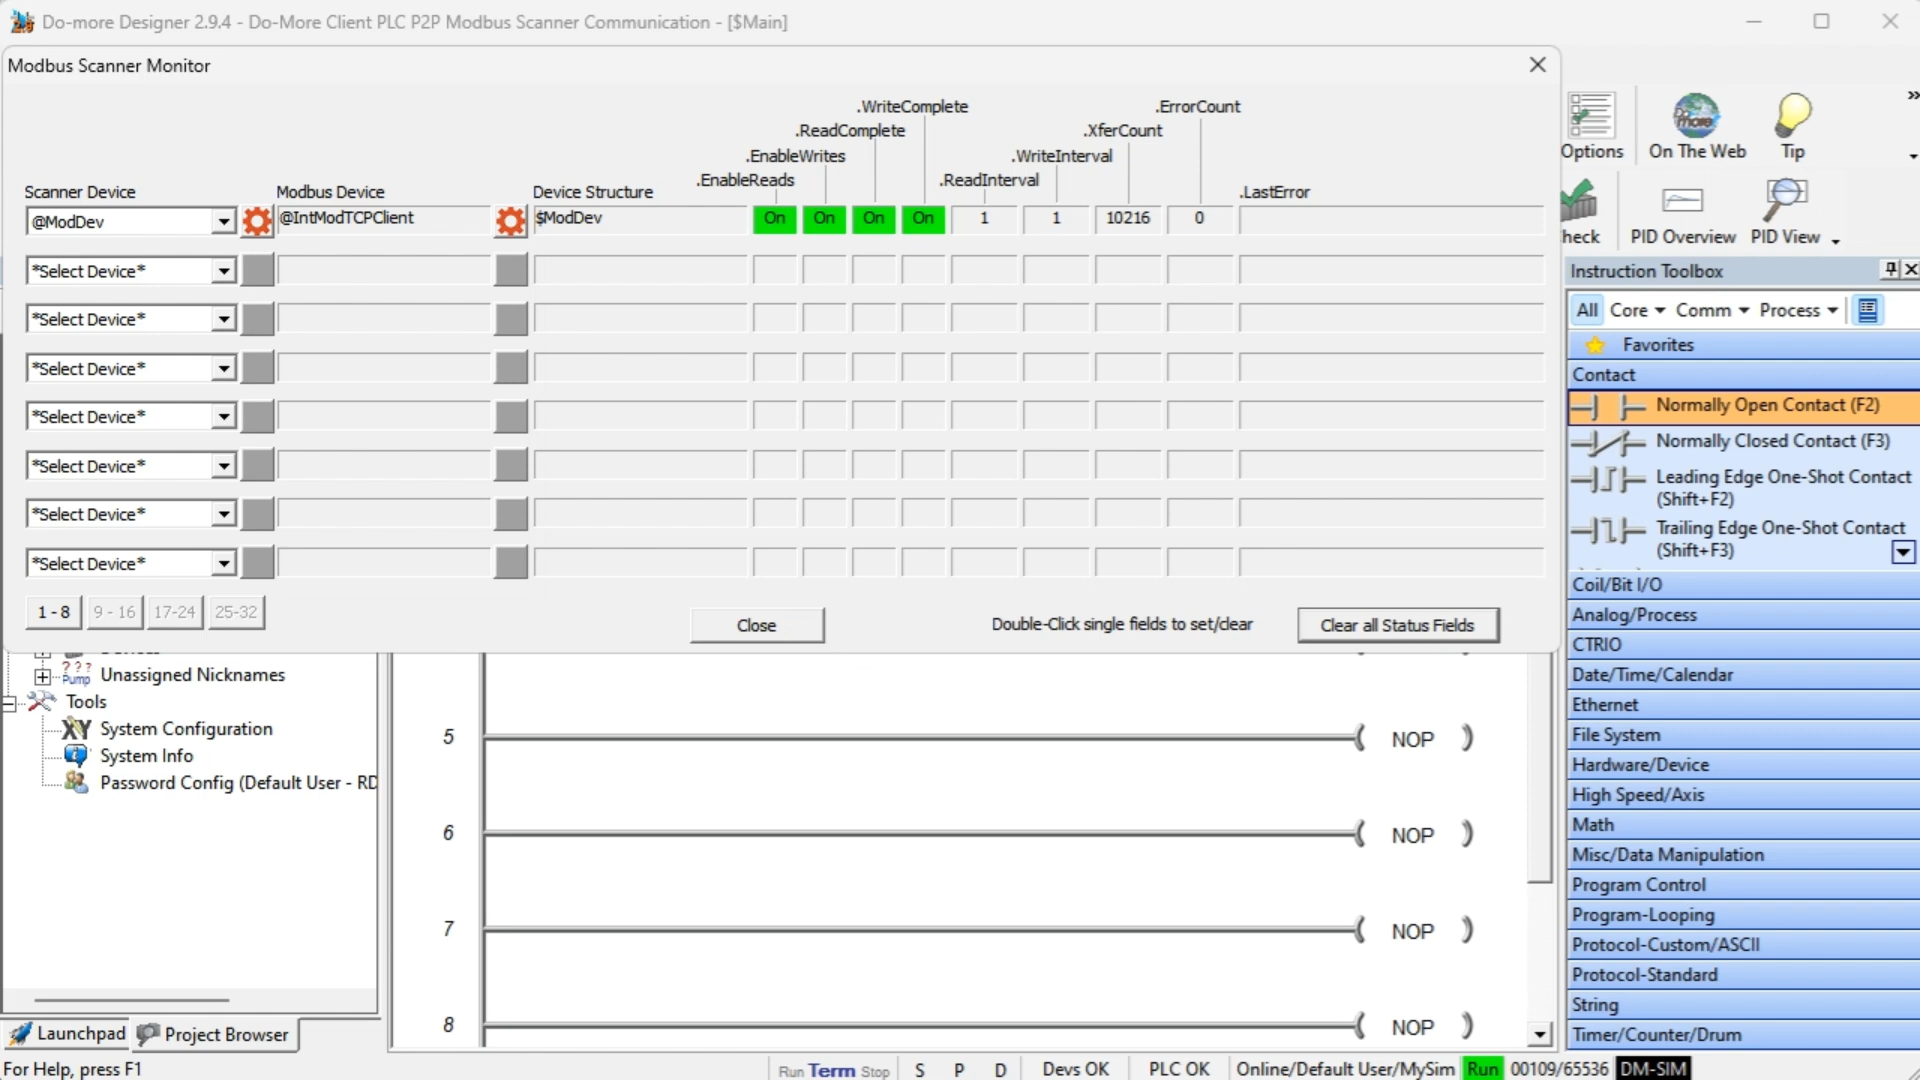 Do-more Designer 2.9.4 - Do-More Client PLC P2P Modbus Scanner Communication - [$Main]
Modbus Scanner Monitor
.WriteComplete .ErrorCount
.ReadComplete .XferCount
.EnableWrites .WriteInterval
.EnableReads .ReadInterval
Scanner Device Modbus Device Device Structure .LastError
@ModDev @IntModTCPClient $ModDev On On On On 1 1 10216 0
*Select Device*
*Select Device*
*Select Device*
*Select Device*
*Select Device*
*Select Device*
*Select Device*
1 - 8 9 - 16 17-24 25-32
Close Double-Click single fields to set/clear Clear all Status Fields
Options On The Web Tip
heck PID Overview PID View
Instruction Toolbox
All Core Comm Process
Favorites
Contact
Normally Open Contact (F2)
Normally Closed Contact (F3)
Leading Edge One-Shot Contact
(Shift+F2)
Trailing Edge One-Shot Contact
(Shift+F3)
Coil/Bit I/O
Analog/Process
CTRIO
Date/Time/Calendar
Ethernet
File System
Hardware/Device
High Speed/Axis
Math
Misc/Data Manipulation
Program Control
Program-Looping
Protocol-Custom/ASCII
Protocol-Standard
String
Timer/Counter/Drum
??? Pump Unassigned Nicknames
Tools
XY System Configuration
System Info
Password Config (Default User - RD
5 NOP
6 NOP
7 NOP
8 NOP
Launchpad Project Browser
For Help, press F1 Run Term Stop S P D Devs OK PLC OK Online/Default User/MySim Run 00109/65536 DM-SIM